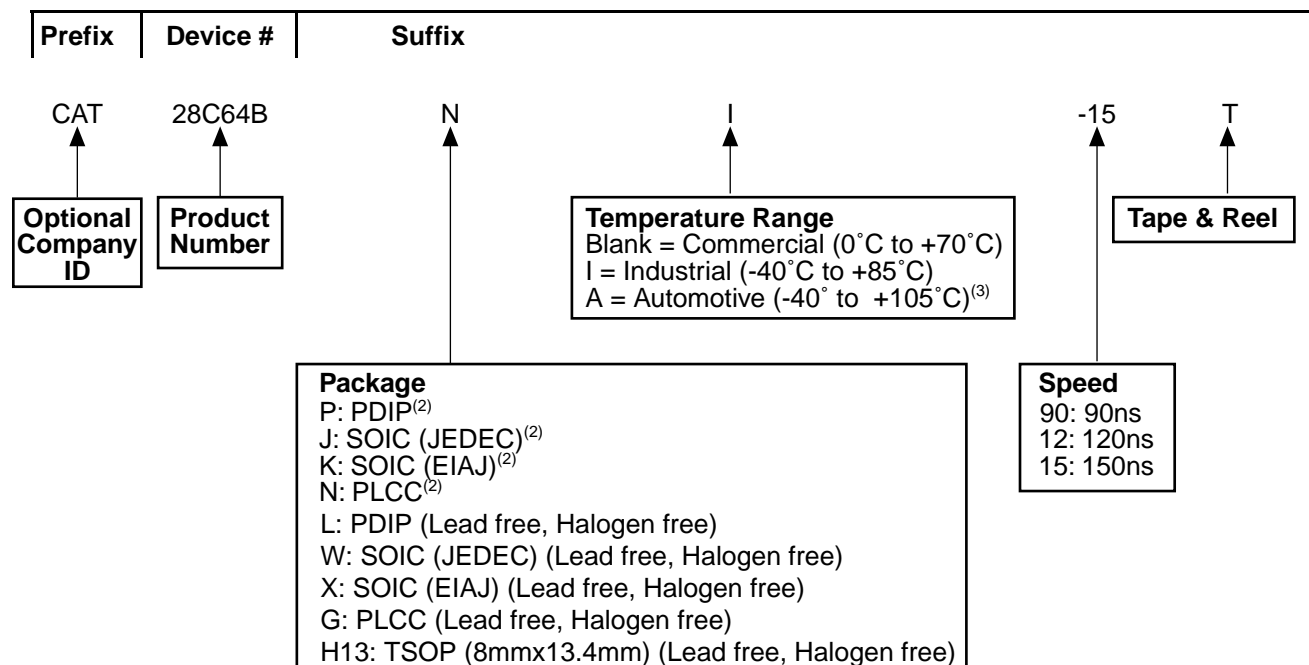 Prefix Device # Suffix
CAT 28C64B N I -15 T
Optional
Company
ID
Product
Number
Temperature Range
Blank = Commercial (0˚C to +70˚C)
I = Industrial (-40˚C to +85˚C)
A = Automotive (-40˚ to +105˚C)(3)
Tape & Reel
Package
P: PDIP(2)
J: SOIC (JEDEC)(2)
K: SOIC (EIAJ)(2)
N: PLCC(2)
L: PDIP (Lead free, Halogen free)
W: SOIC (JEDEC) (Lead free, Halogen free)
X: SOIC (EIAJ) (Lead free, Halogen free)
G: PLCC (Lead free, Halogen free)
H13: TSOP (8mmx13.4mm) (Lead free, Halogen free)
Speed
90: 90ns
12: 120ns
15: 150ns